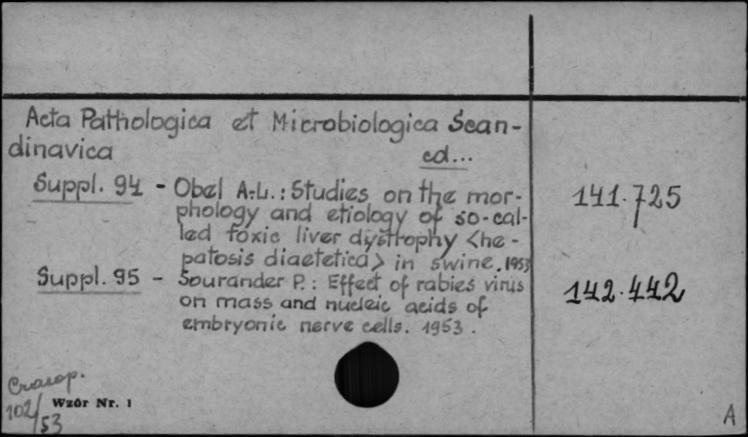 Acta Pathologica et Microbiologica Scan-
dinavica cd...
Suppl. 94 - Obel A.-L.: Studies on the mor- 141.725
phology and etiology of so-cal-
led toxic liver dystrophy <he-
patosis diaetetica> in swine. 1953
Suppl. 95 - Sourander P.: Effect of rabies virus 142.442
on mass and nucleic acids of
embryonic nerve cells. 1953.
Czasop.
102/53
Wzór Nr. 1
A